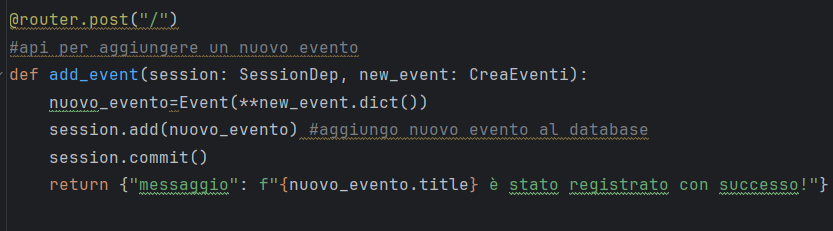 @router.post("/")
#api per aggiungere un nuovo evento
def add_event(session: SessionDep, new_event: CreaEventi):
    nuovo_evento=Event(**new_event.dict())
    session.add(nuovo_evento) #aggiungo nuovo evento al database
    session.commit()
    return {"messaggio": f"{nuovo_evento.title} è stato registrato con successo!"}